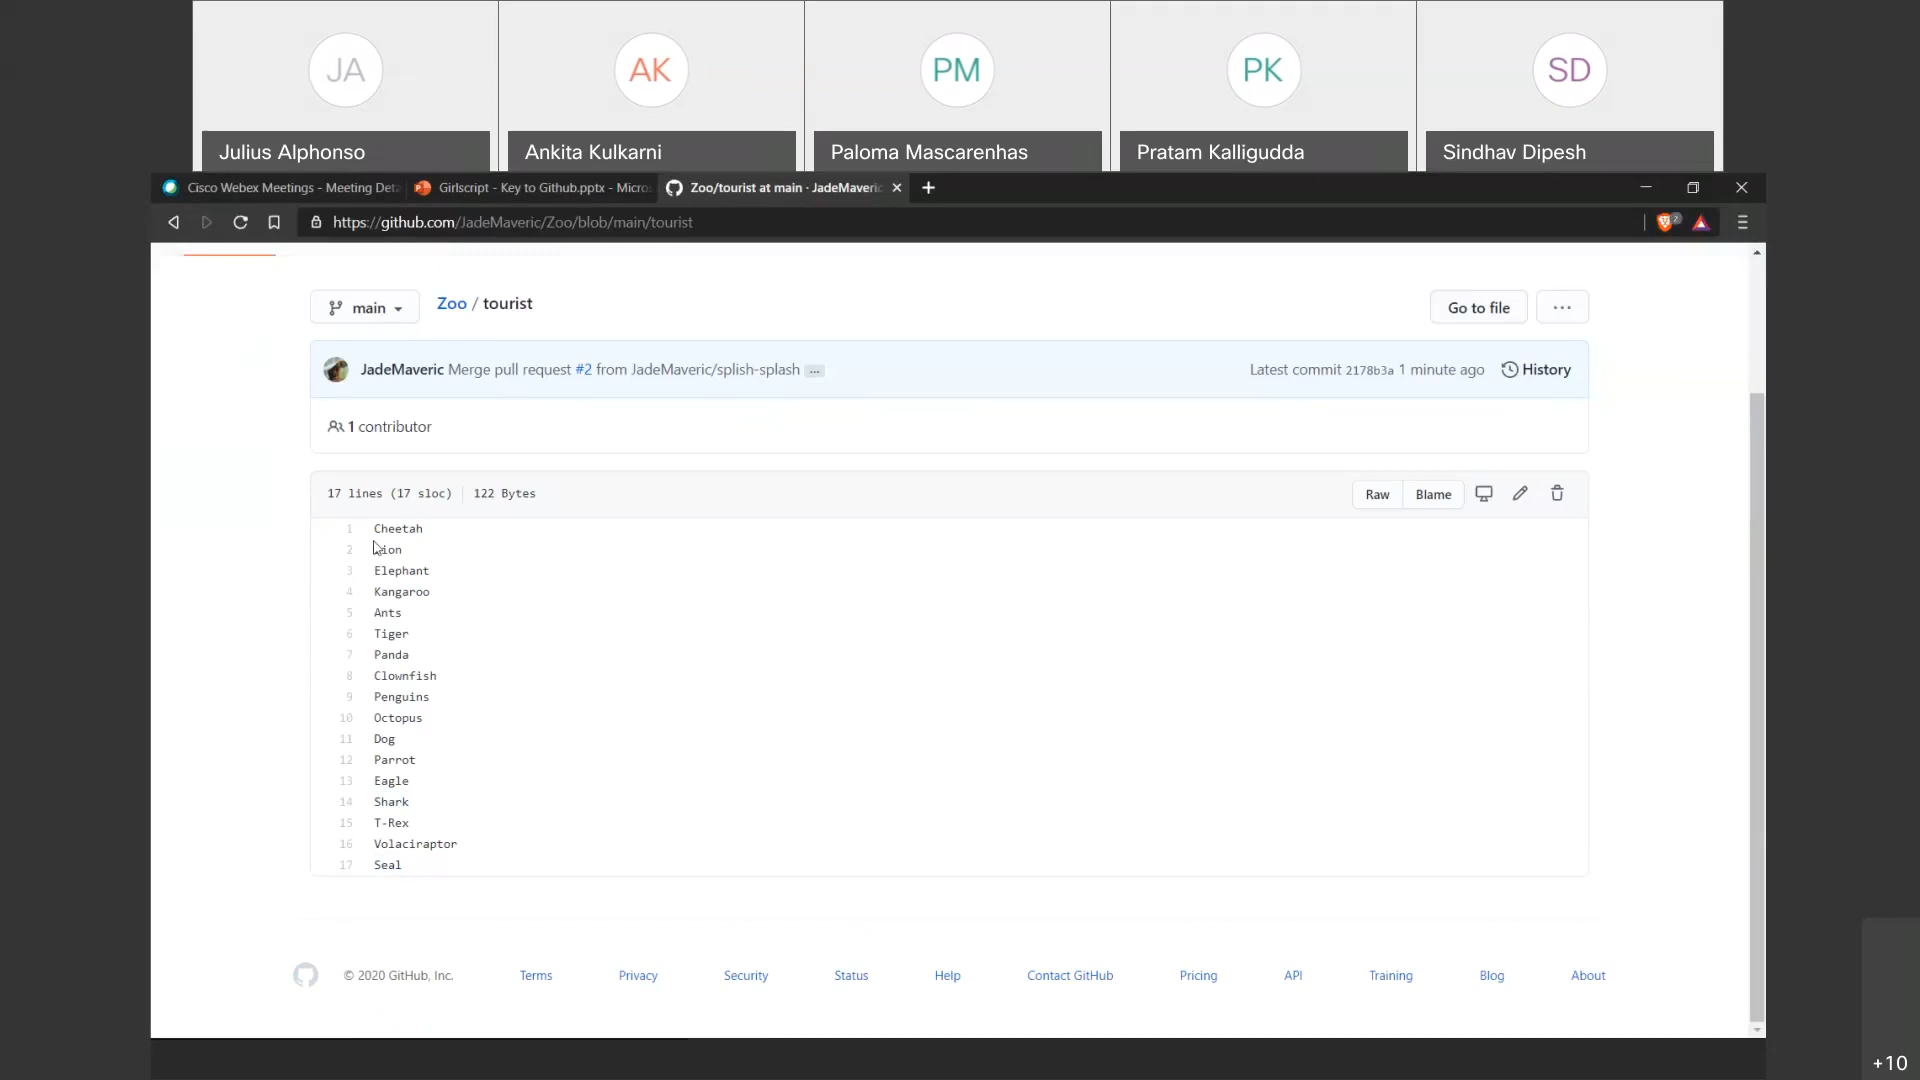 JA
AK
PM
PK
SD
Julius Alphonso
Ankita Kulkarni
Paloma Mascarenhas
Pratam Kalligudda
Sindhav Dipesh
Cisco Webex Meetings - Meeting Deta
Girlscript - Key to Github.pptx - Micro
Zoo/tourist at main · JadeMaveric
https://github.com/JadeMaveric/Zoo/blob/main/tourist
2
main
Zoo / tourist
Go to file
...
JadeMaveric Merge pull request #2 from JadeMaveric/splish-splash ...
Latest commit 2178b3a 1 minute ago
History
1 contributor
17 lines (17 sloc) 122 Bytes
Raw
Blame
1 Cheetah
2 Lion
3 Elephant
4 Kangaroo
5 Ants
6 Tiger
7 Panda
8 Clownfish
9 Penguins
10 Octopus
11 Dog
12 Parrot
13 Eagle
14 Shark
15 T-Rex
16 Volaciraptor
17 Seal
© 2020 GitHub, Inc.
Terms
Privacy
Security
Status
Help
Contact GitHub
Pricing
API
Training
Blog
About
+10